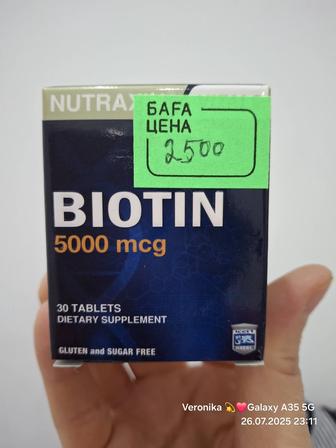 NUTRAX
БАҒА
ЦЕНА
2500
BIOTIN
5000 mcg
30 TABLETS
DIETARY SUPPLEMENT
GLUTEN and SUGAR FREE
Veronika 💫❤️Galaxy A35 5G
26.07.2025 23:11